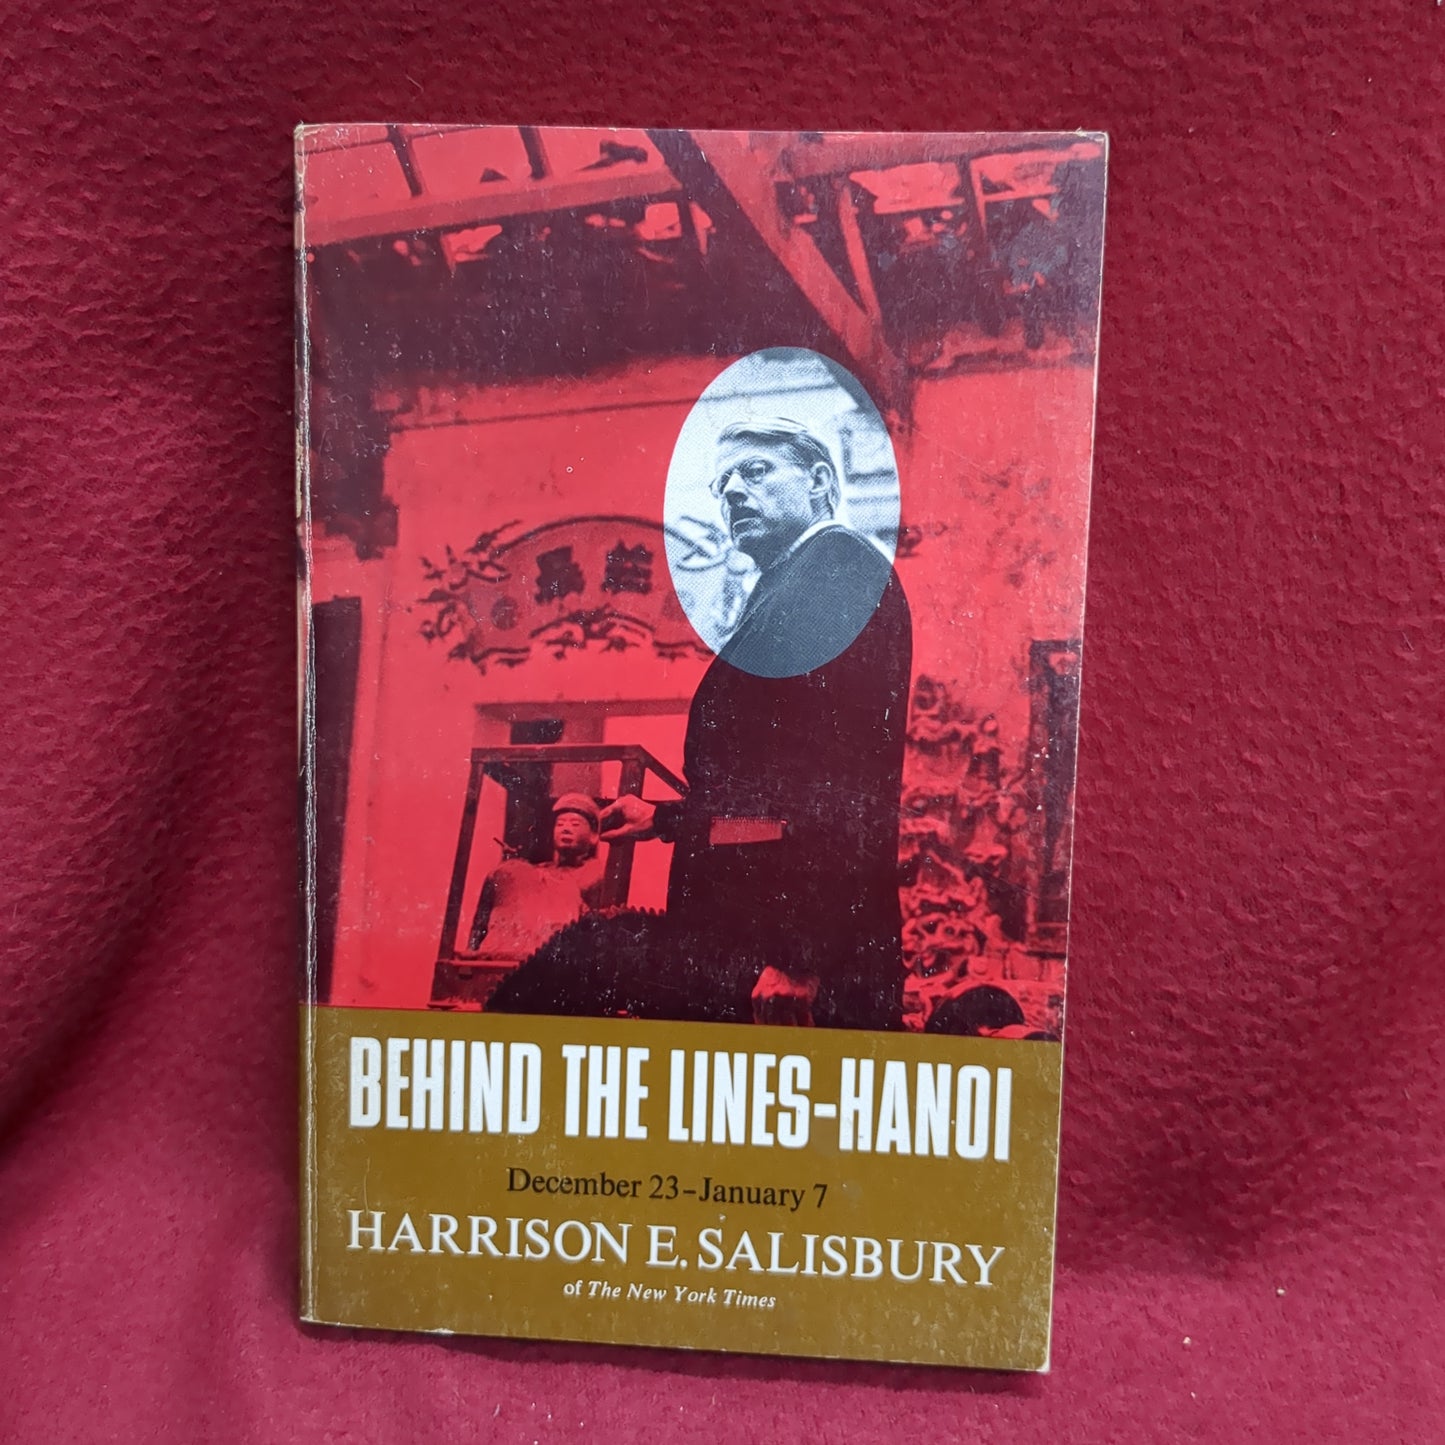 BEHIND THE LINES-HANOI
December 23-January 7
HARRISON E. SALISBURY
of The New York Times